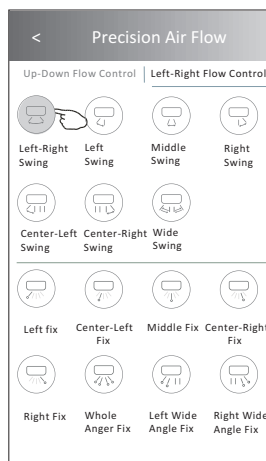 < Precision Air Flow
Up-Down Flow Control Left-Right Flow Control
Left-Right Left Middle Right
Swing Swing Swing Swing
Center-Left Center-Right Wide
Swing Swing Swing
Left fix Center-Left Middle Fix Center-Right
Fix Fix
Right Fix Whole Left Wide Right Wide
Anger Fix Angle Fix Angle Fix